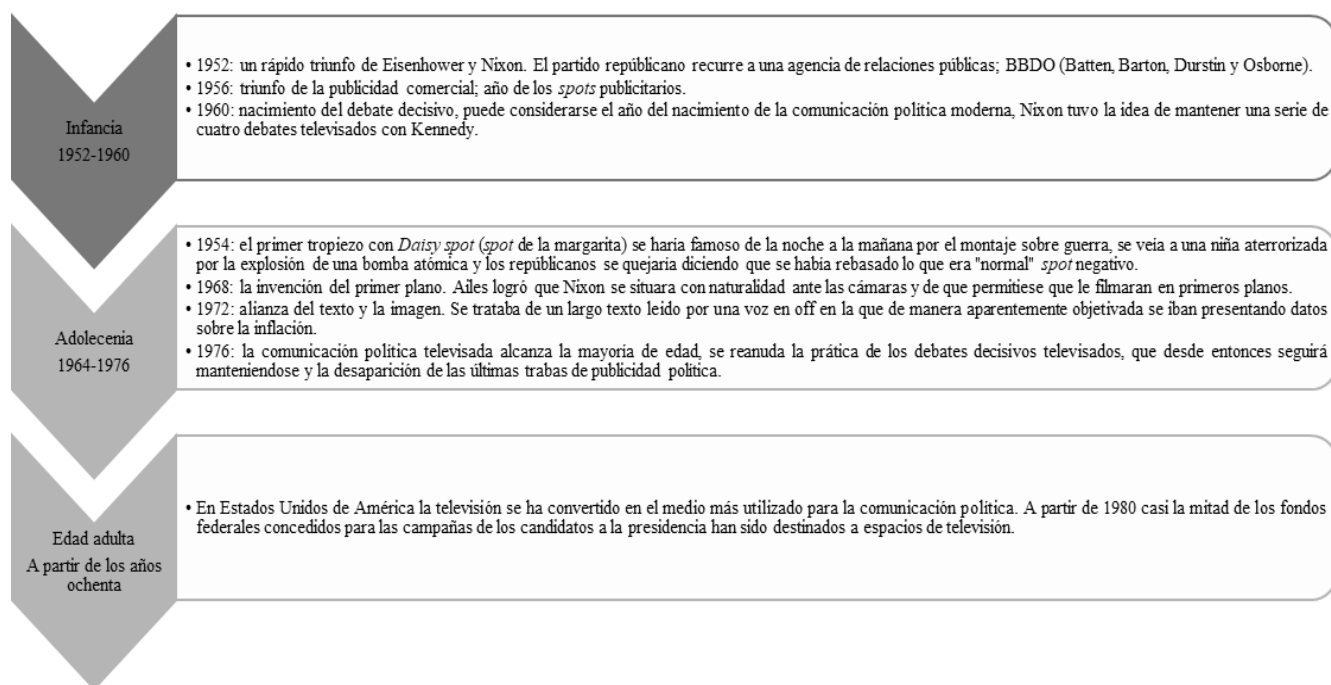 Infancia
1952-1960
• 1952: un rápido triunfo de Eisenhower y Nixon. El partido républicano recurre a una agencia de relaciones públicas; BBDO (Batten, Barton, Durstin y Osborne).
• 1956: triunfo de la publicidad comercial; año de los spots publicitarios.
• 1960: nacimiento del debate decisivo, puede considerarse el año del nacimiento de la comunicación política moderna, Nixon tuvo la idea de mantener una serie de
cuatro debates televisados con Kennedy.
Adolecenia
1964-1976
• 1954: el primer tropiezo con Daisy spot (spot de la margarita) se haria famoso de la noche a la mañana por el montaje sobre guerra, se veia a una niña aterrorizada
por la explosión de una bomba atómica y los républicanos se quejaría diciendo que se había rebasado lo que era "normal" spot negativo.
• 1968: la invención del primer plano. Ailes logró que Nixon se situara con naturalidad ante las cámaras y de que permitiese que le filmaran en primeros planos.
• 1972: alianza del texto y la imagen. Se trataba de un largo texto leído por una voz en off en la que de manera aparentemente objetivada se iban presentando datos
sobre la inflación.
• 1976: la comunicación política televisada alcanza la mayoría de edad, se reanuda la prática de los debates decisivos televisados, que desde entonces seguirá
manteniendose y la desaparición de las últimas trabas de publicidad política.
Edad adulta
A partir de los años
ochenta
• En Estados Unidos de América la televisión se ha convertido en el medio más utilizado para la comunicación política. A partir de 1980 casi la mitad de los fondos
federales concedidos para las campañas de los candidatos a la presidencia han sido destinados a espacios de televisión.